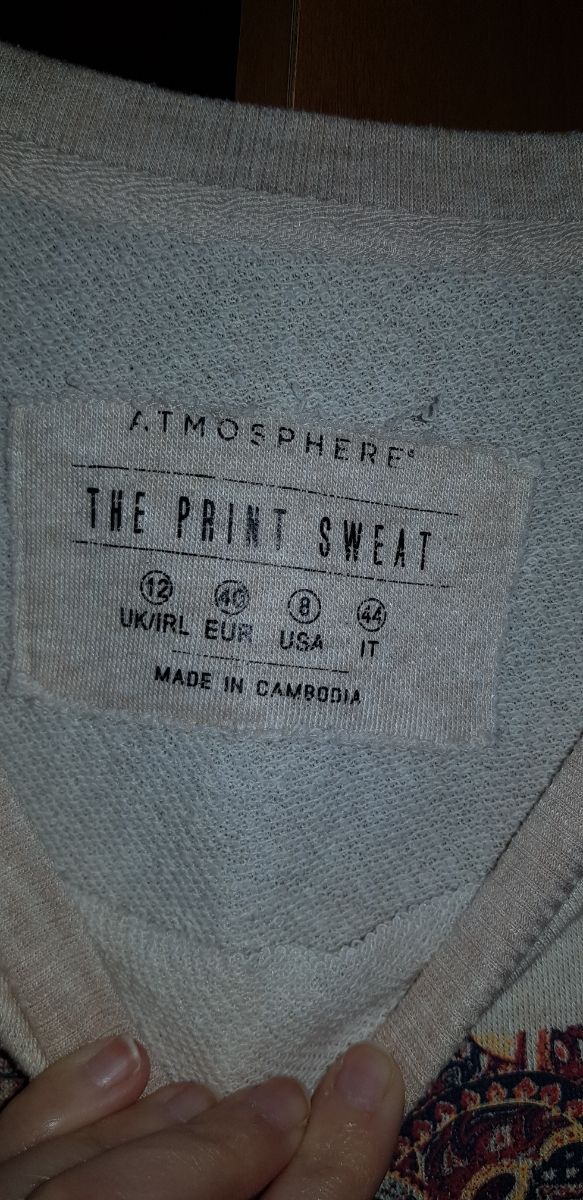 ATMOSPHERE
THE PRINT SWEAT
12 40 8 44
UK/IRL EUR USA IT
MADE IN CAMBODIA